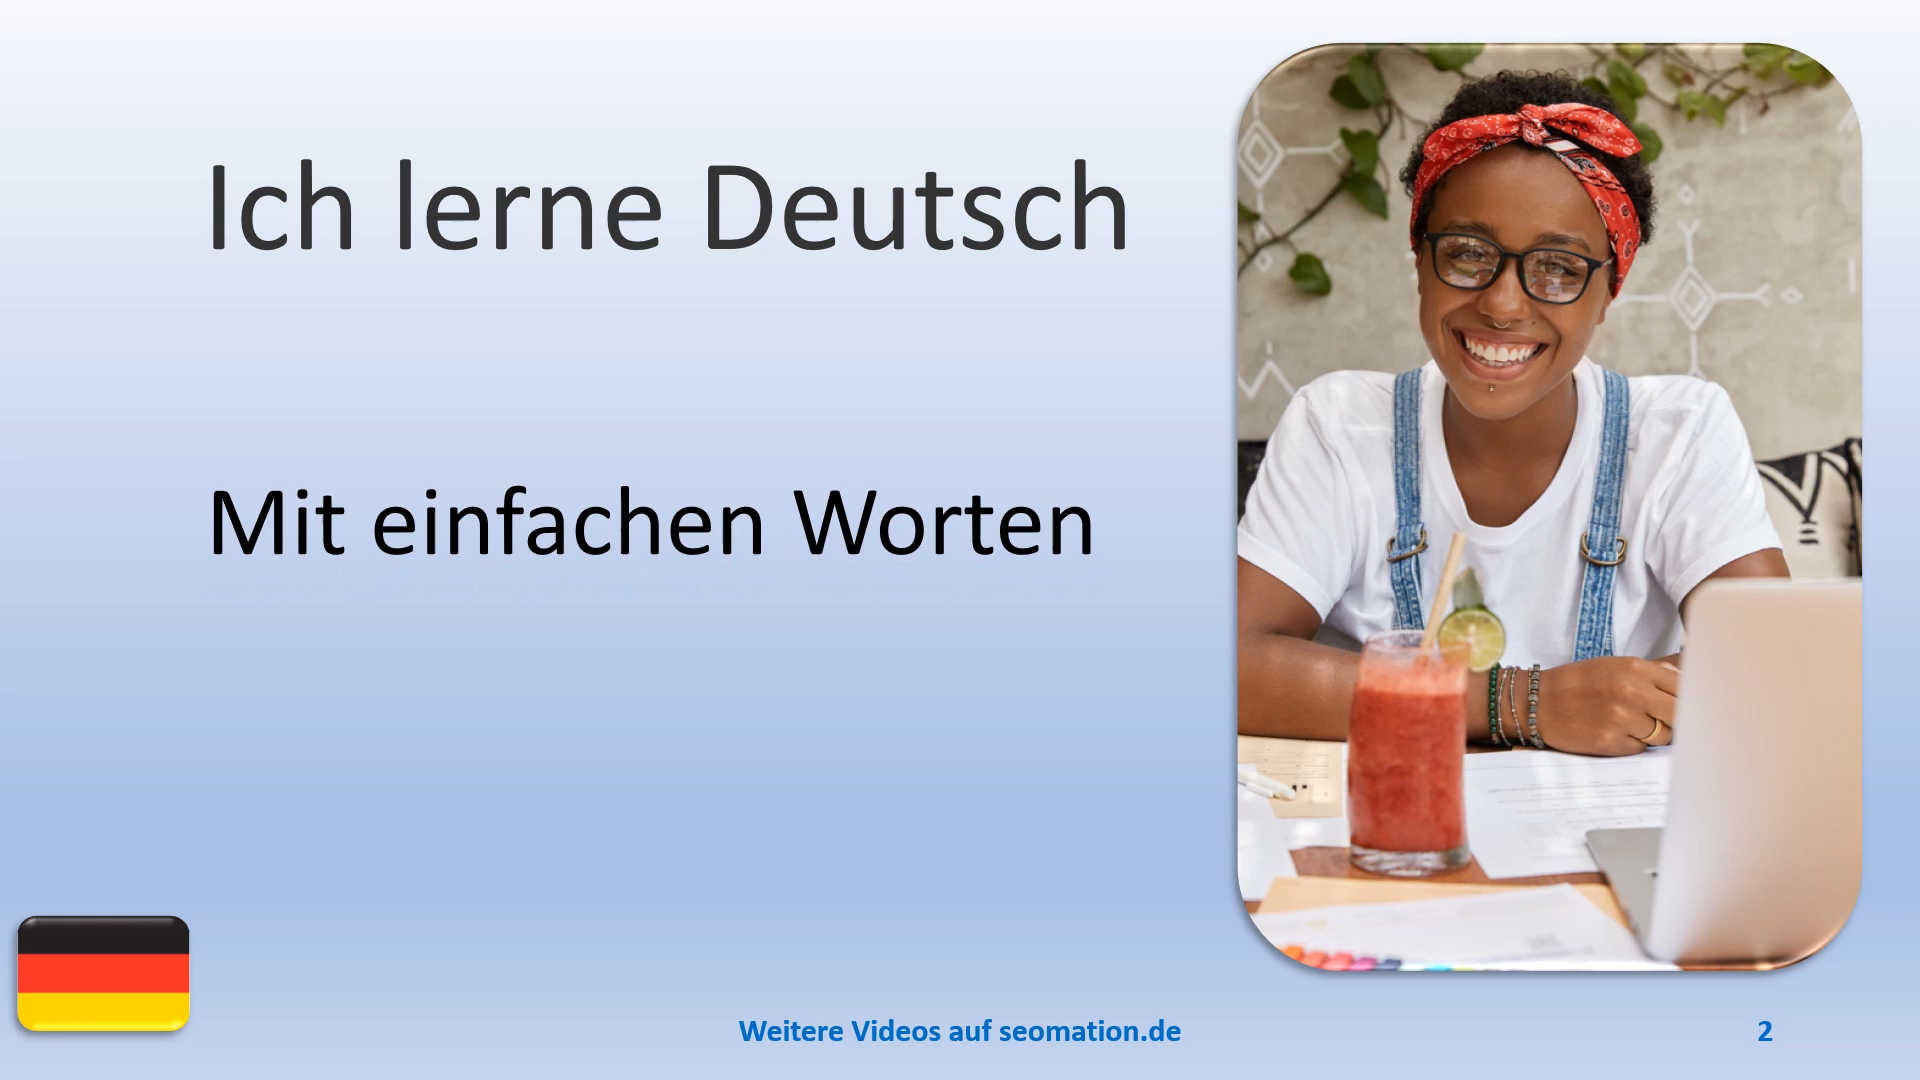 Ich lerne Deutsch
Mit einfachen Worten
Weitere Videos auf seomation.de
2